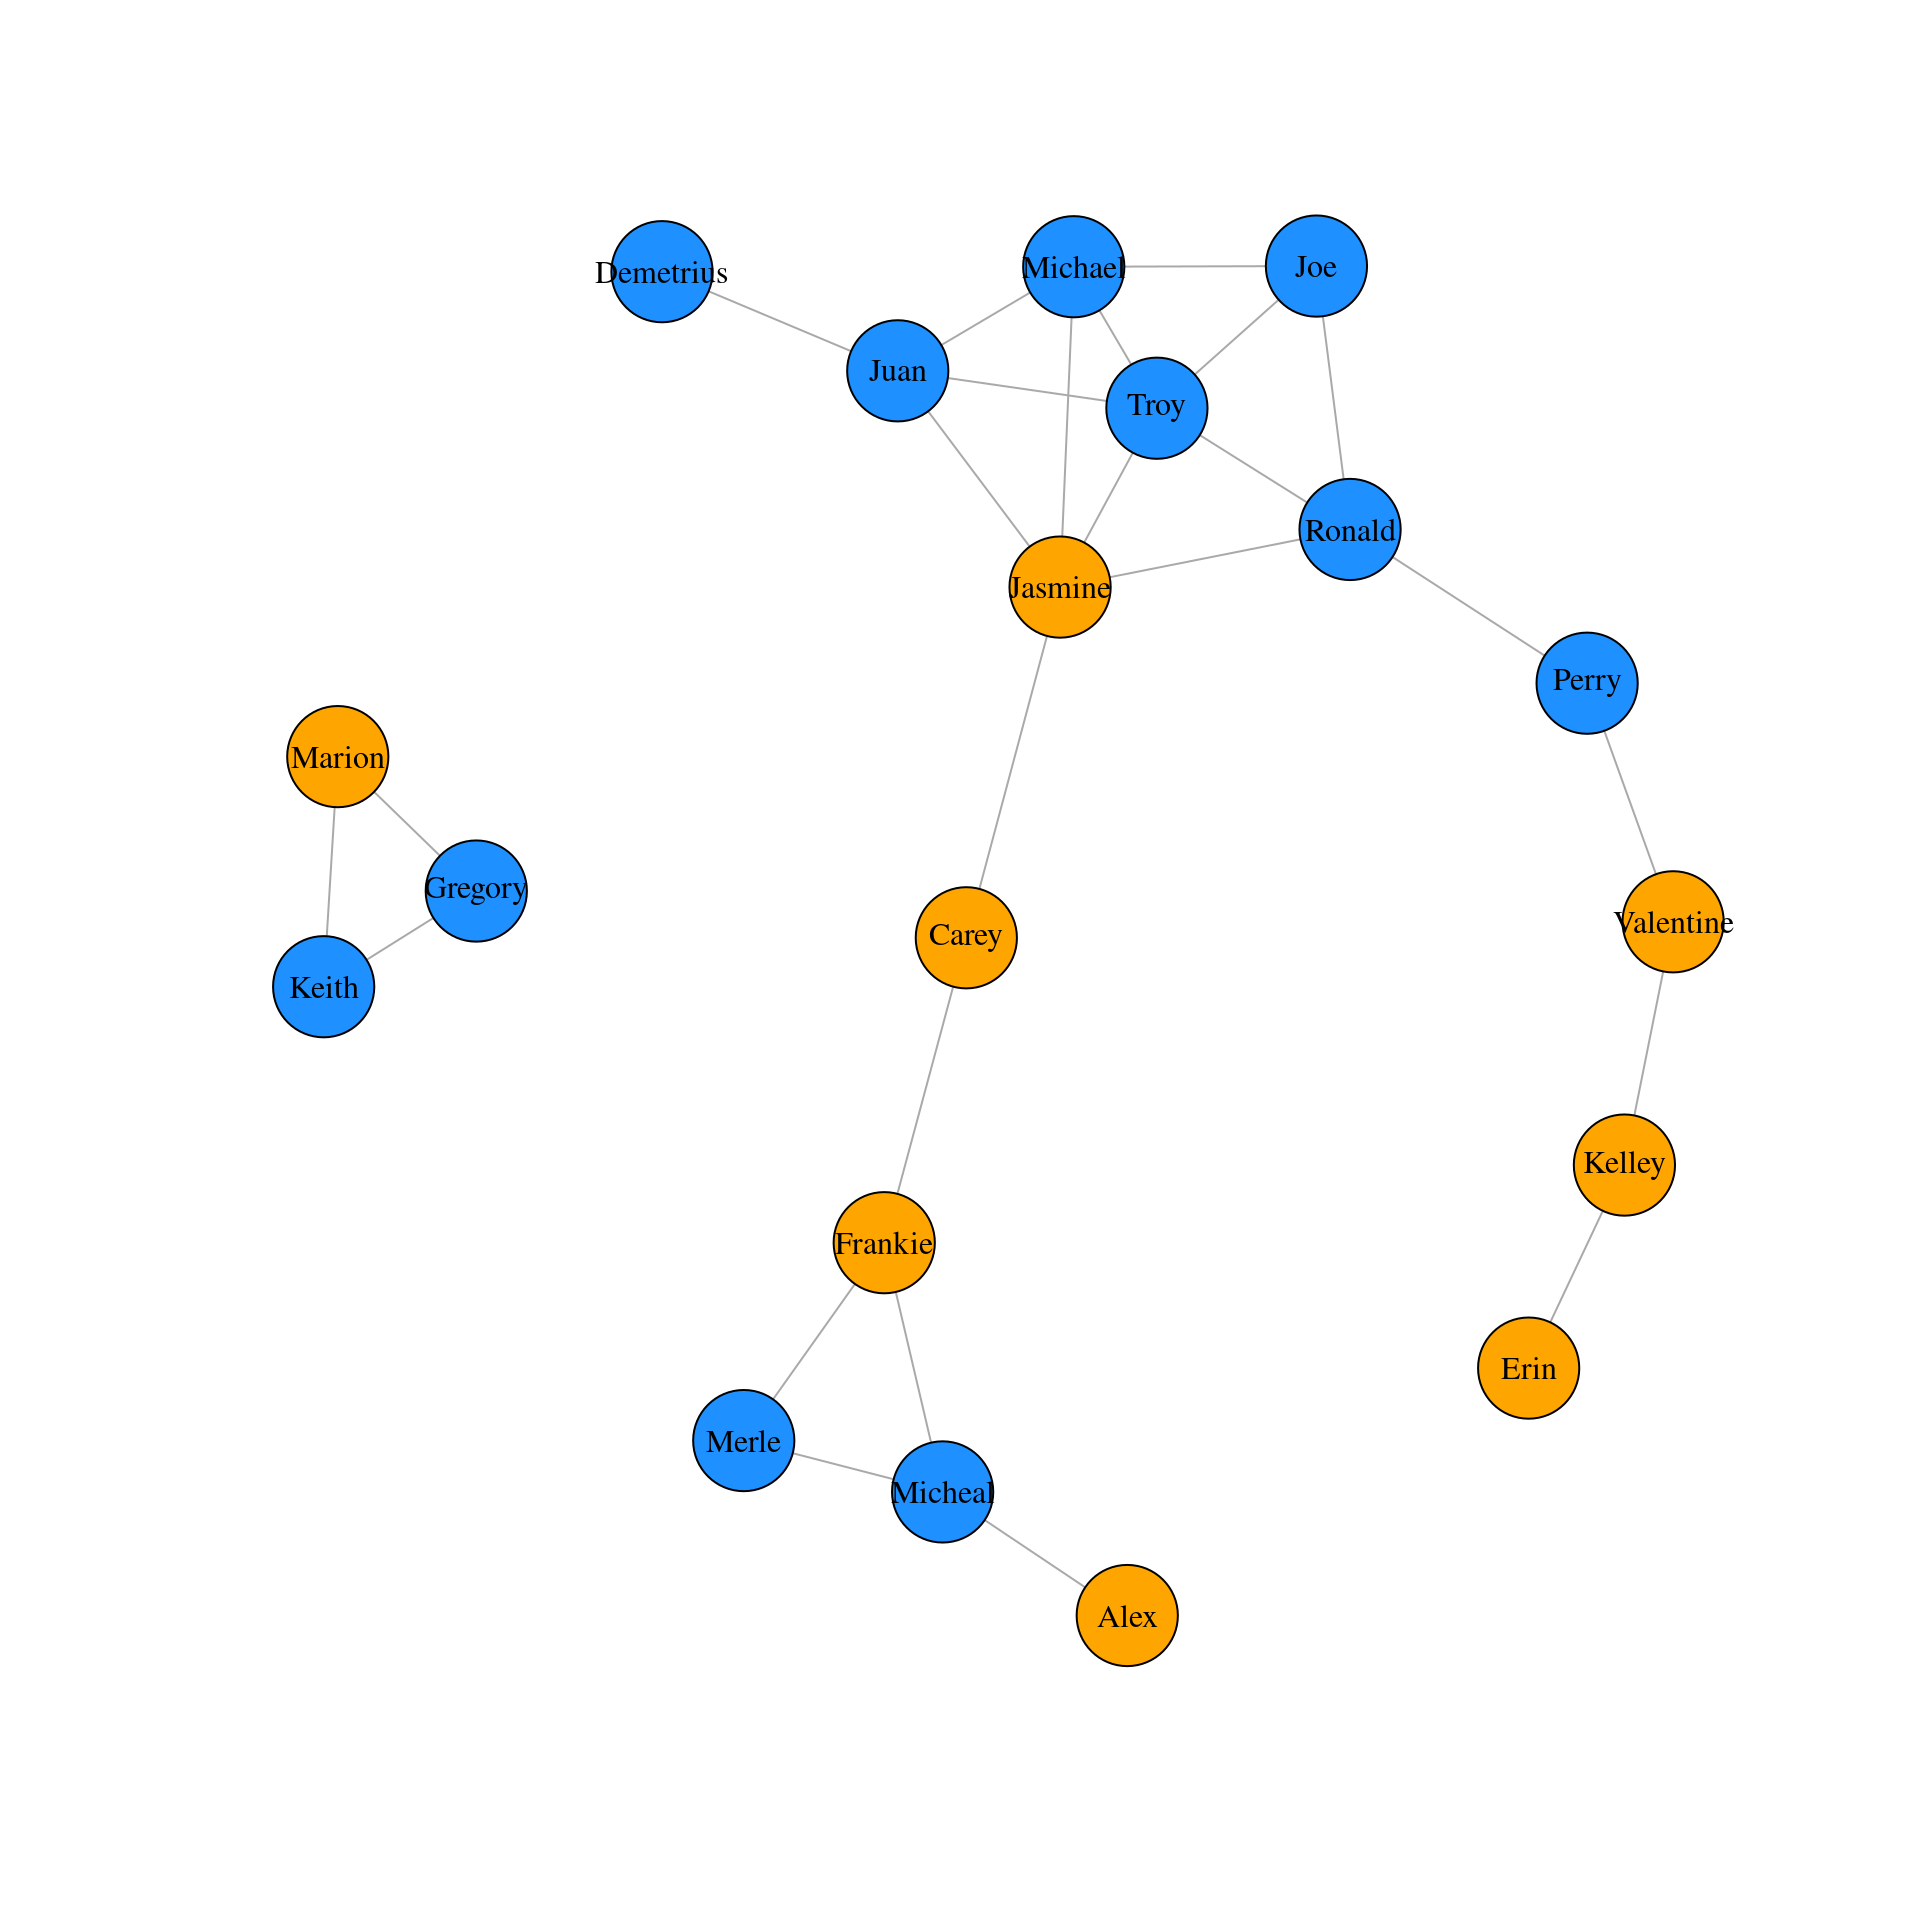 Michael
Joe
Demetrius
Juan
Troy
Ronald
Jasmine
Perry
Marion
Gregory
Valentine
Carey
Keith
Kelley
Frankie
Erin
Merle
Micheal
Alex